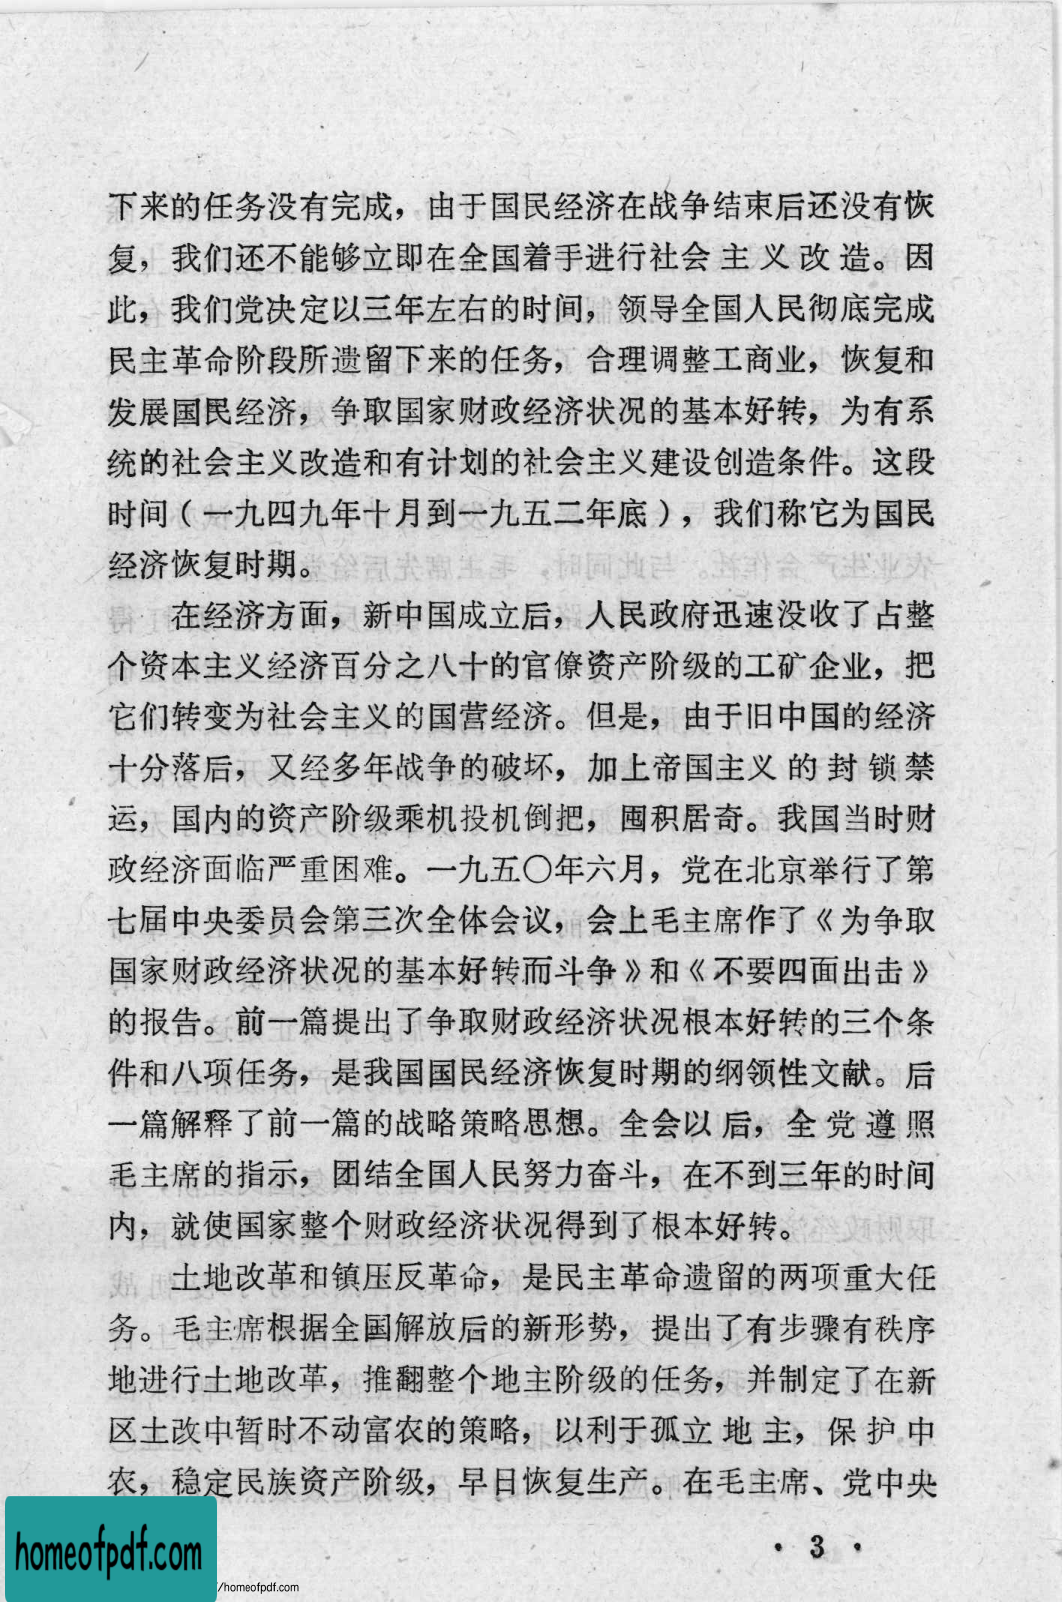 下来的任务没有完成，由于国民经济在战争结束后还没有恢
复，我们还不能够立即在全国着手进行社会主义改造。因
此，我们党决定以三年左右的时间，领导全国人民彻底完成
民主革命阶段所遗留下来的任务，合理调整工商业，恢复和
发展国民经济，争取国家财政经济状况的基本好转，为有系
统的社会主义改造和有计划的社会主义建设创造条件。这段
时间（一九四九年十月到一九五二年底），我们称它为国民
经济恢复时期。
在经济方面，新中国成立后，人民政府迅速没收了占整
个资本主义经济百分之八十的官僚资产阶级的工矿企业，把
它们转变为社会主义的国营经济。但是，由于旧中国的经济
十分落后，又经多年战争的破坏，加上帝国主义的封锁禁
运，国内的资产阶级乘机投机倒把，囤积居奇。我国当时财
政经济面临严重困难。一九五〇年六月，党在北京举行了第
七届中央委员会第三次全体会议，会上毛主席作了《为争取
国家财政经济状况的基本好转而斗争》和《不要四面出击》
的报告。前一篇提出了争取财政经济状况根本好转的三个条
件和八项任务，是我国国民经济恢复时期的纲领性文献。后
一篇解释了前一篇的战略策略思想。全会以后，全党遵照
毛主席的指示，团结全国人民努力奋斗，在不到三年的时间
内，就使国家整个财政经济状况得到了根本好转。
土地改革和镇压反革命，是民主革命遗留的两项重大任
务。毛主席根据全国解放后的新形势，提出了有步骤有秩序
地进行土地改革，推翻整个地主阶级的任务，并制定了在新
区土改中暂时不动富农的策略，以利于孤立地主，保护中
农，稳定民族资产阶级，早日恢复生产。在毛主席、党中央
· 3 ·
homeofpdf.com
/homeofpdf.com